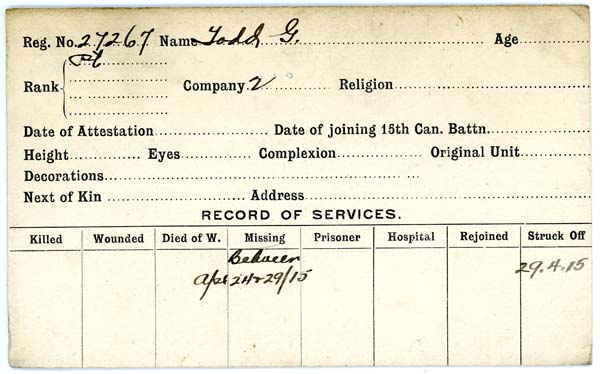 Reg. No. 27267 Name Todd G. Age
Rank Pt Company 2 Religion
Date of Attestation Date of joining 15th Can. Battn.
Height Eyes Complexion Original Unit
Decorations
Next of Kin Address
RECORD OF SERVICES.
Killed Wounded Died of W. Missing Prisoner Hospital Rejoined Struck Off
Between 29.4.15
Apr 24 & 29/15